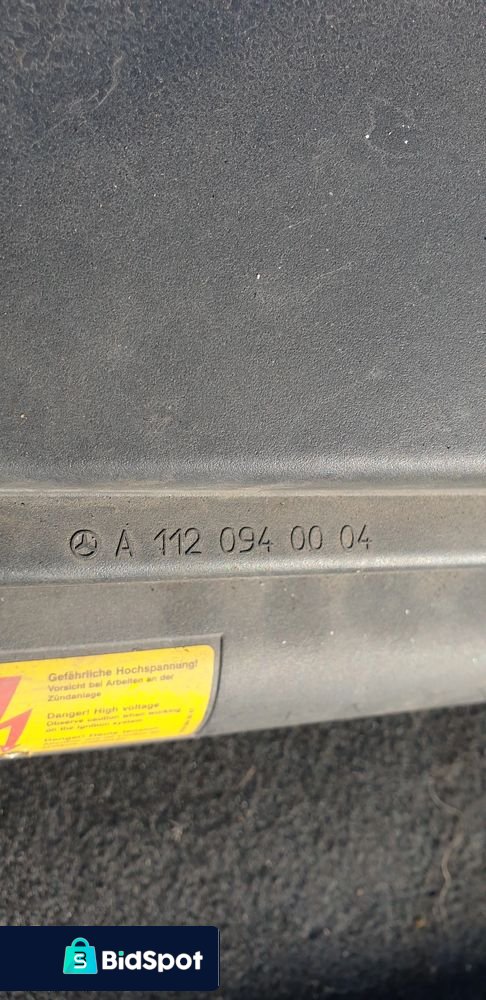 A 112 094 00 04
Gefährliche Hochspannung!
Vorsicht bei Arbeiten an der
Zündanlage
Danger! High voltage
Observe caution when working
on the ignition system
BidSpot